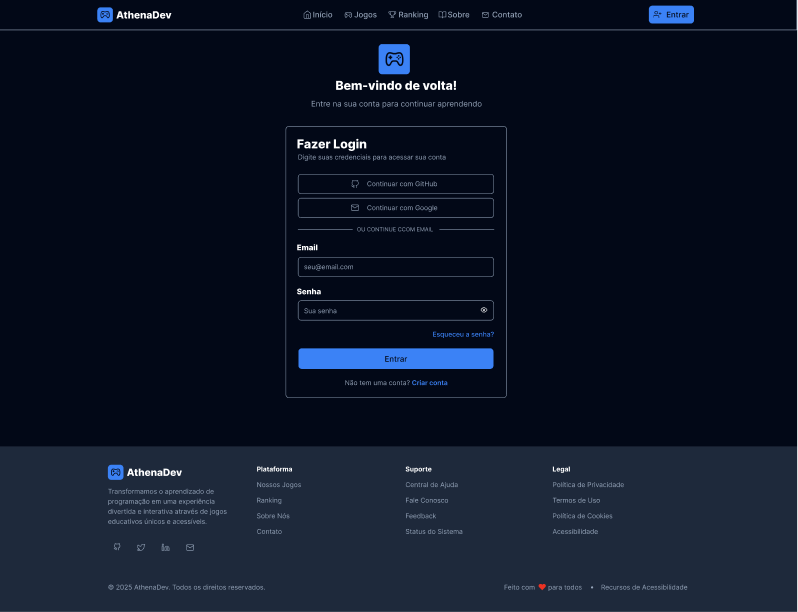 AthenaDev
Início
Jogos
Ranking
Sobre
Contato
Entrar
Bem-vindo de volta!
Entre na sua conta para continuar aprendendo
Fazer Login
Digite suas credenciais para acessar sua conta
Continuar com GitHub
Continuar com Google
OU CONTINUE CCOM EMAIL
Email
seu@email.com
Senha
Sua senha
Esqueceu a senha?
Entrar
Não tem uma conta? Criar conta
AthenaDev
Transformamos o aprendizado de
programação em uma experiência
divertida e interativa através de jogos
educativos únicos e acessíveis.
Plataforma
Nossos Jogos
Ranking
Sobre Nós
Contato
Suporte
Central de Ajuda
Fale Conosco
Feedback
Status do Sistema
Legal
Política de Privacidade
Termos de Uso
Política de Cookies
Acessibilidade
© 2025 AthenaDev. Todos os direitos reservados.
Feito com ❤ para todos • Recursos de Acessibilidade